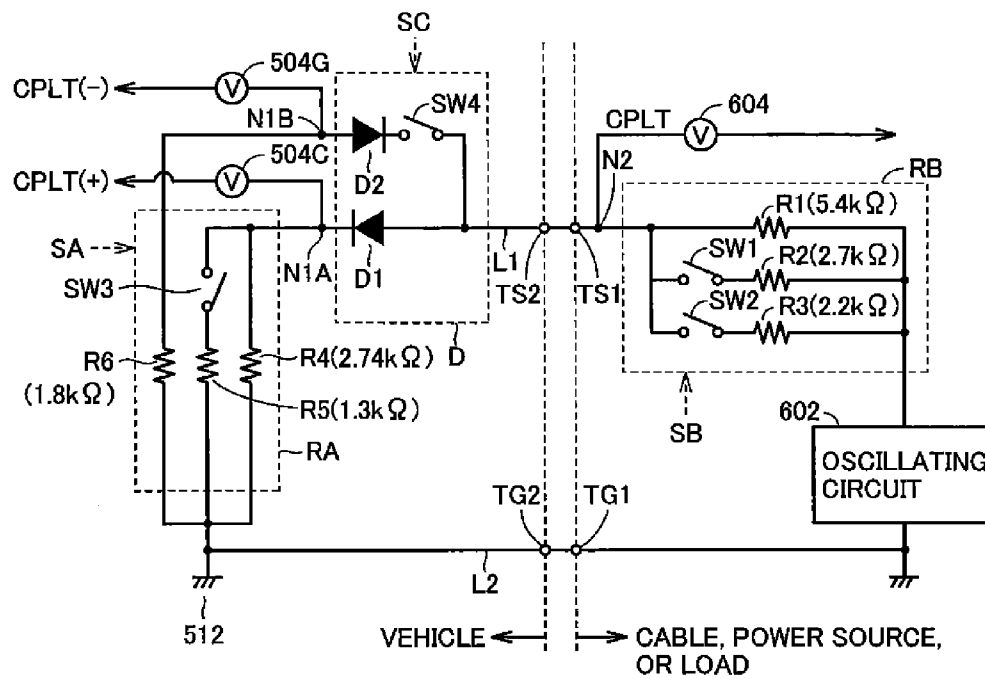 SC
504G
V
CPLT(-)
SW4
604
CPLT
V
N1B
D2
504C
N2
RB
CPLT(+)
V
R1(5.4kΩ)
SA
N1A
D1
L1
SW1
R2(2.7kΩ)
TS2
TS1
SW2
R3(2.2kΩ)
SW3
R6
(1.8kΩ)
R4(2.74kΩ)
D
R5(1.3kΩ)
SB
602
RA
OSCILLATING
CIRCUIT
TG2
TG1
L2
512
VEHICLE
CABLE, POWER SOURCE,
OR LOAD